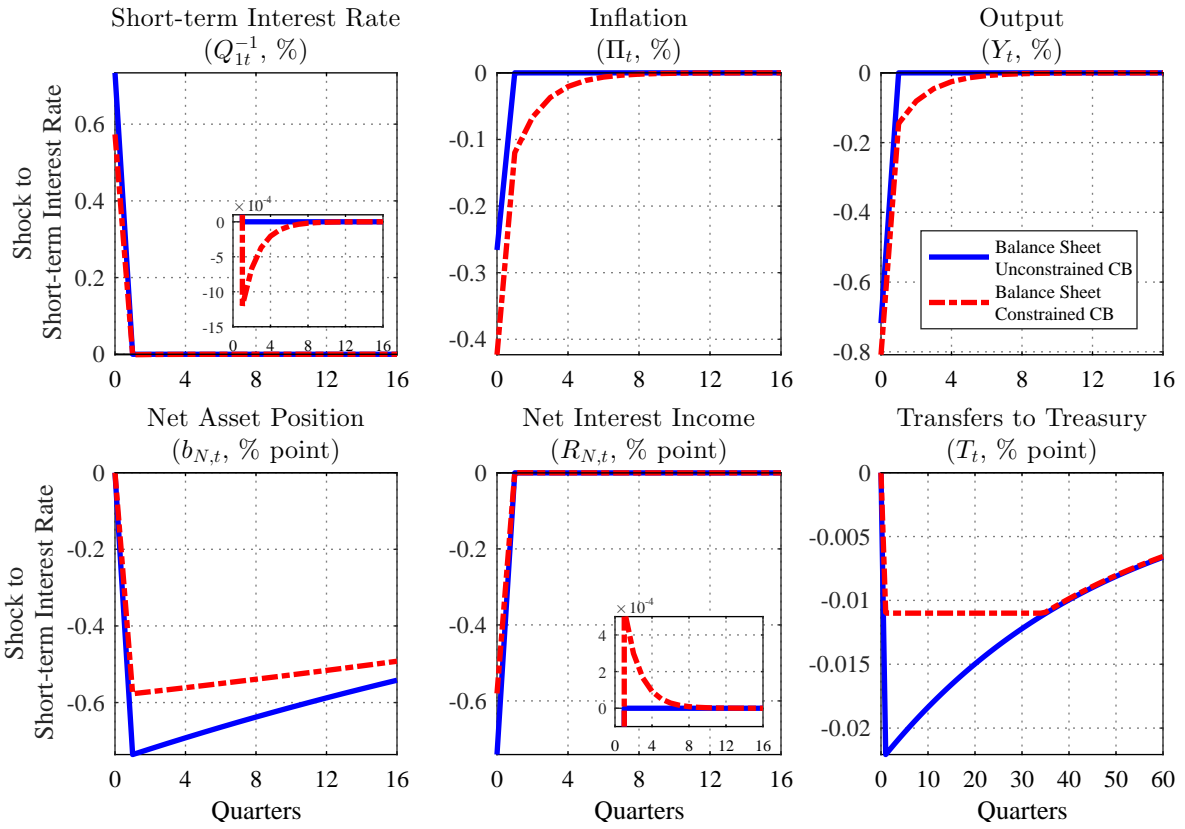 Short-term Interest Rate
(Q_{1t}^{-1}, %)
Inflation
(Π_t, %)
Output
(Y_t, %)
Shock to
Short-term Interest Rate
0.6
0.4
0.2
0
0 4 8 12 16
× 10^{-4}
0
-5
-10
-15
0 4 8 12 16
0
-0.1
-0.2
-0.3
-0.4
0 4 8 12 16
0
-0.2
-0.4
-0.6
-0.8
0 4 8 12 16
Balance Sheet
Unconstrained CB
Balance Sheet
Constrained CB
Net Asset Position
(b_{N,t}, % point)
Net Interest Income
(R_{N,t}, % point)
Transfers to Treasury
(T_t, % point)
Shock to
Short-term Interest Rate
0
-0.2
-0.4
-0.6
0 4 8 12 16
Quarters
0
-0.2
-0.4
-0.6
0 4 8 12 16
× 10^{-4}
4
2
0
0 4 8 12 16
Quarters
0
-0.005
-0.01
-0.015
-0.02
0 10 20 30 40 50 60
Quarters